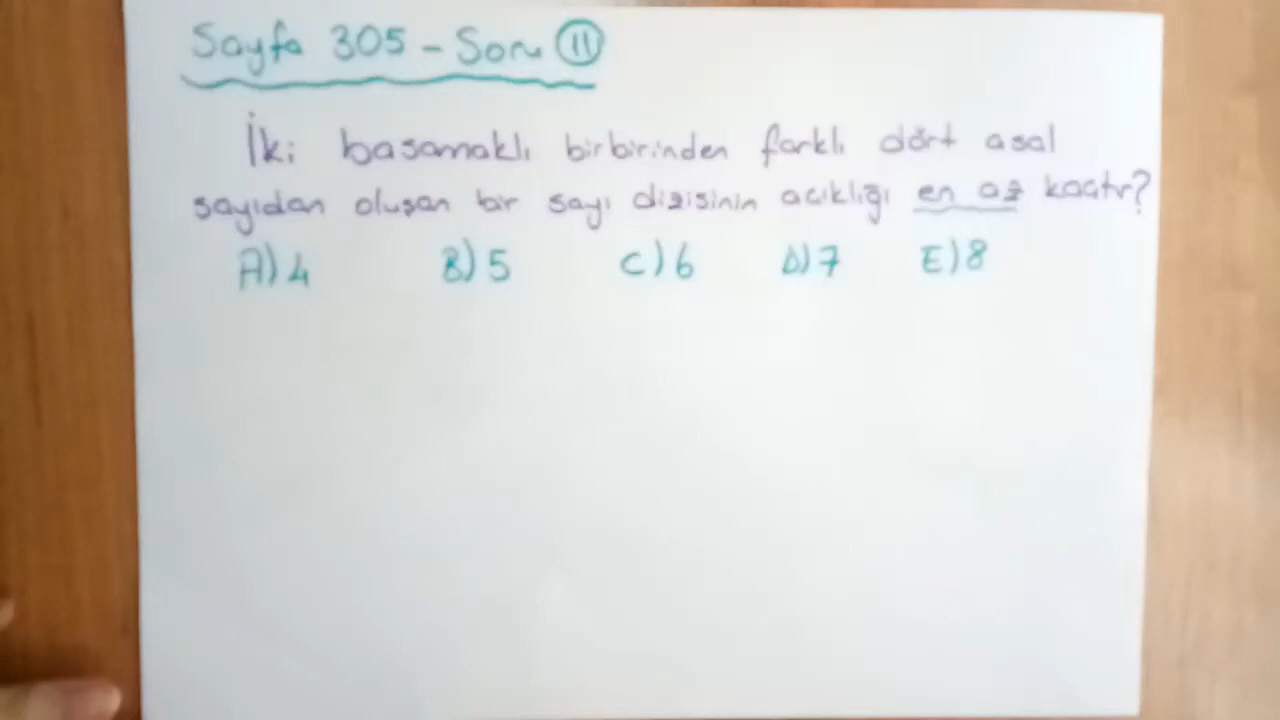 Sayfa 305 - Soru 11
İki basamaklı birbirinden farklı dört asal
sayıdan oluşan bir sayı dizisinin açıklığı en az kaçtır?
A) 4 B) 5 C) 6 D) 7 E) 8